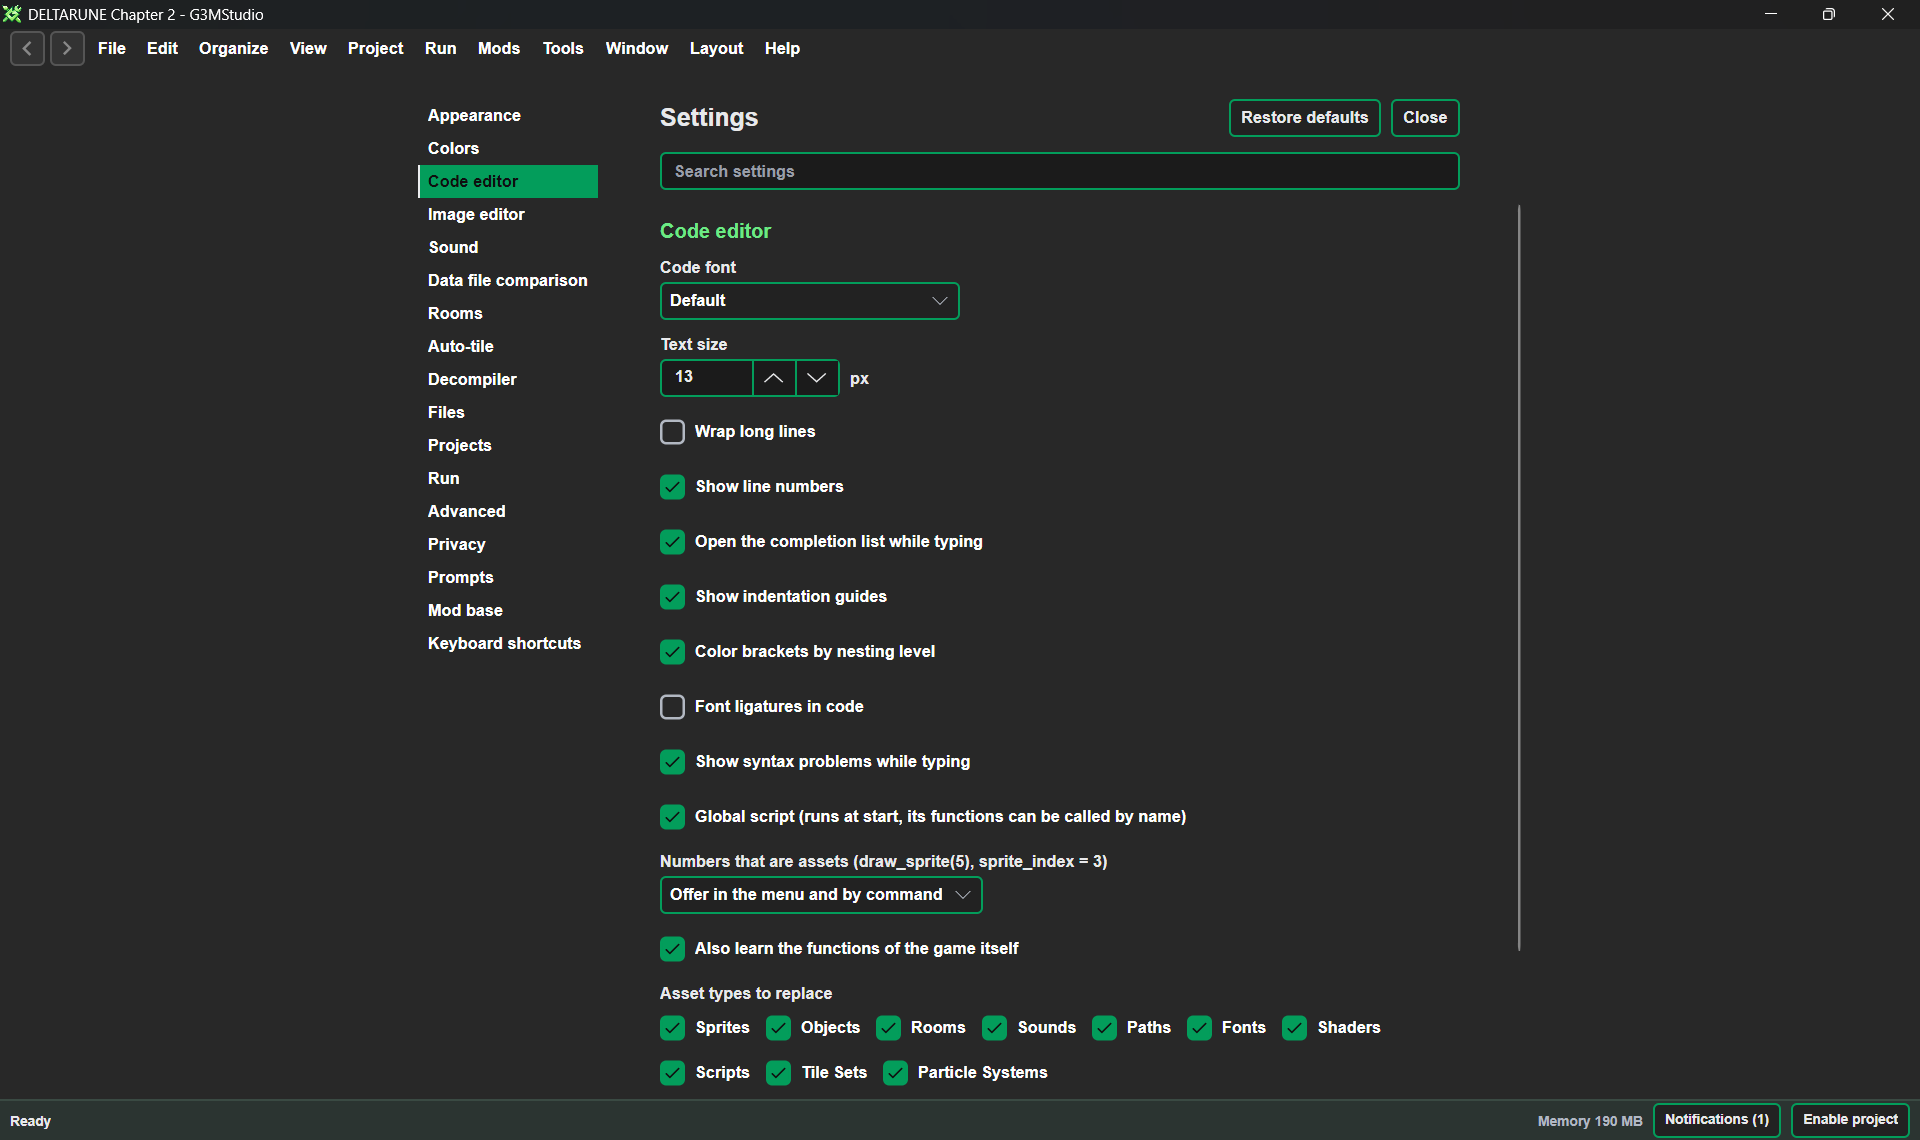 DELTARUNE Chapter 2 - G3MStudio
File Edit Organize View Project Run Mods Tools Window Layout Help
Appearance
Colors
Code editor
Image editor
Sound
Data file comparison
Rooms
Auto-tile
Decompiler
Files
Projects
Run
Advanced
Privacy
Prompts
Mod base
Keyboard shortcuts
Settings
Restore defaults
Close
Search settings
Code editor
Code font
Default
Text size
13 px
Wrap long lines
Show line numbers
Open the completion list while typing
Show indentation guides
Color brackets by nesting level
Font ligatures in code
Show syntax problems while typing
Global script (runs at start, its functions can be called by name)
Numbers that are assets (draw_sprite(5), sprite_index = 3)
Offer in the menu and by command
Also learn the functions of the game itself
Asset types to replace
Sprites Objects Rooms Sounds Paths Fonts Shaders
Scripts Tile Sets Particle Systems
Ready
Memory 190 MB
Notifications (1)
Enable project